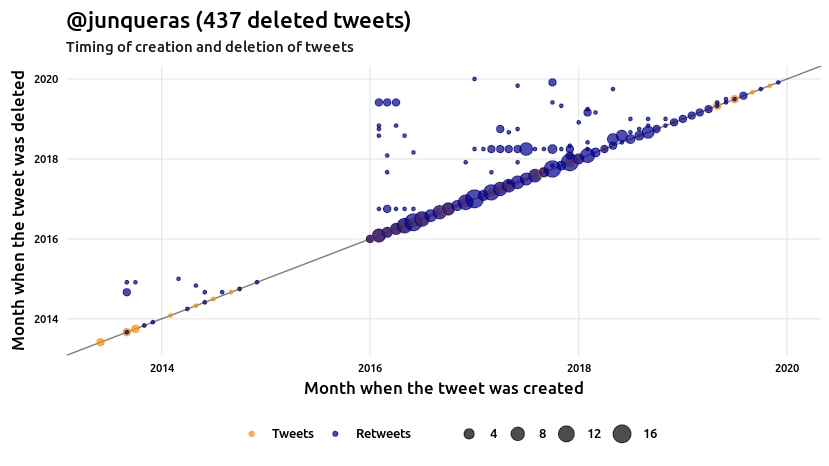 @junqueras (437 deleted tweets)
Timing of creation and deletion of tweets
Month when the tweet was deleted
2020
2018
2016
2014
2014 2016 2018 2020
Month when the tweet was created
Tweets Retweets 4 8 12 16